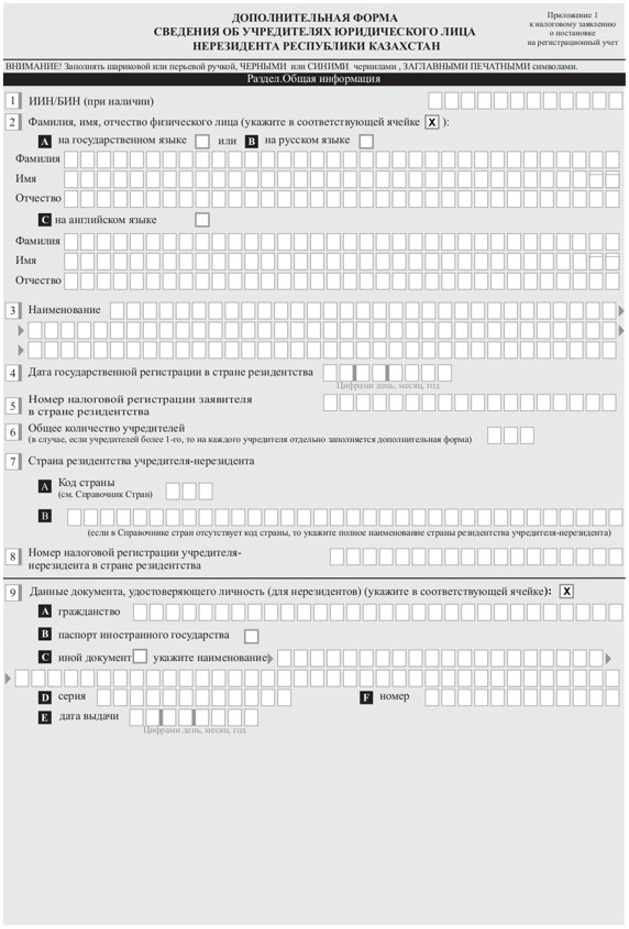 ДОПОЛНИТЕЛЬНАЯ ФОРМА
СВЕДЕНИЯ ОБ УЧРЕДИТЕЛЯХ ЮРИДИЧЕСКОГО ЛИЦА
НЕРЕЗИДЕНТА РЕСПУБЛИКИ КАЗАХСТАН
Приложение 1
к налоговому заявлению
о постановке
на регистрационный учет
ВНИМАНИЕ! Заполнять шариковой или перьевой ручкой, ЧЕРНЫМИ или СИНИМИ чернилами , ЗАГЛАВНЫМИ ПЕЧАТНЫМИ символами.
Раздел.Общая информация
1 ИИН/БИН (при наличии)
2 Фамилия, имя, отчество физического лица (укажите в соответствующей ячейке X ):
A на государственном языке или B на русском языке
Фамилия
Имя
Отчество
C на английском языке
Фамилия
Имя
Отчество
3 Наименование
4 Дата государственной регистрации в стране резидентства
Цифрами день, месяц, год
5 Номер налоговой регистрации заявителя
в стране резидентства
6 Общее количество учредителей
(в случае, если учредителей более 1-го, то на каждого учредителя отдельно заполняется дополнительная форма)
7 Страна резидентства учредителя-нерезидента
A Код страны
(см. Справочник Стран)
B
(если в Справочнике стран отсутствует код страны, то укажите полное наименование страны резидентства учредителя-нерезидента)
8 Номер налоговой регистрации учредителя-
нерезидента в стране резидентства
9 Данные документа, удостоверяющего личность (для нерезидентов) (укажите в соответствующей ячейке): X
A гражданство
B паспорт иностранного государства
C иной документ укажите наименование
D серия F номер
E дата выдачи
Цифрами день, месяц, год